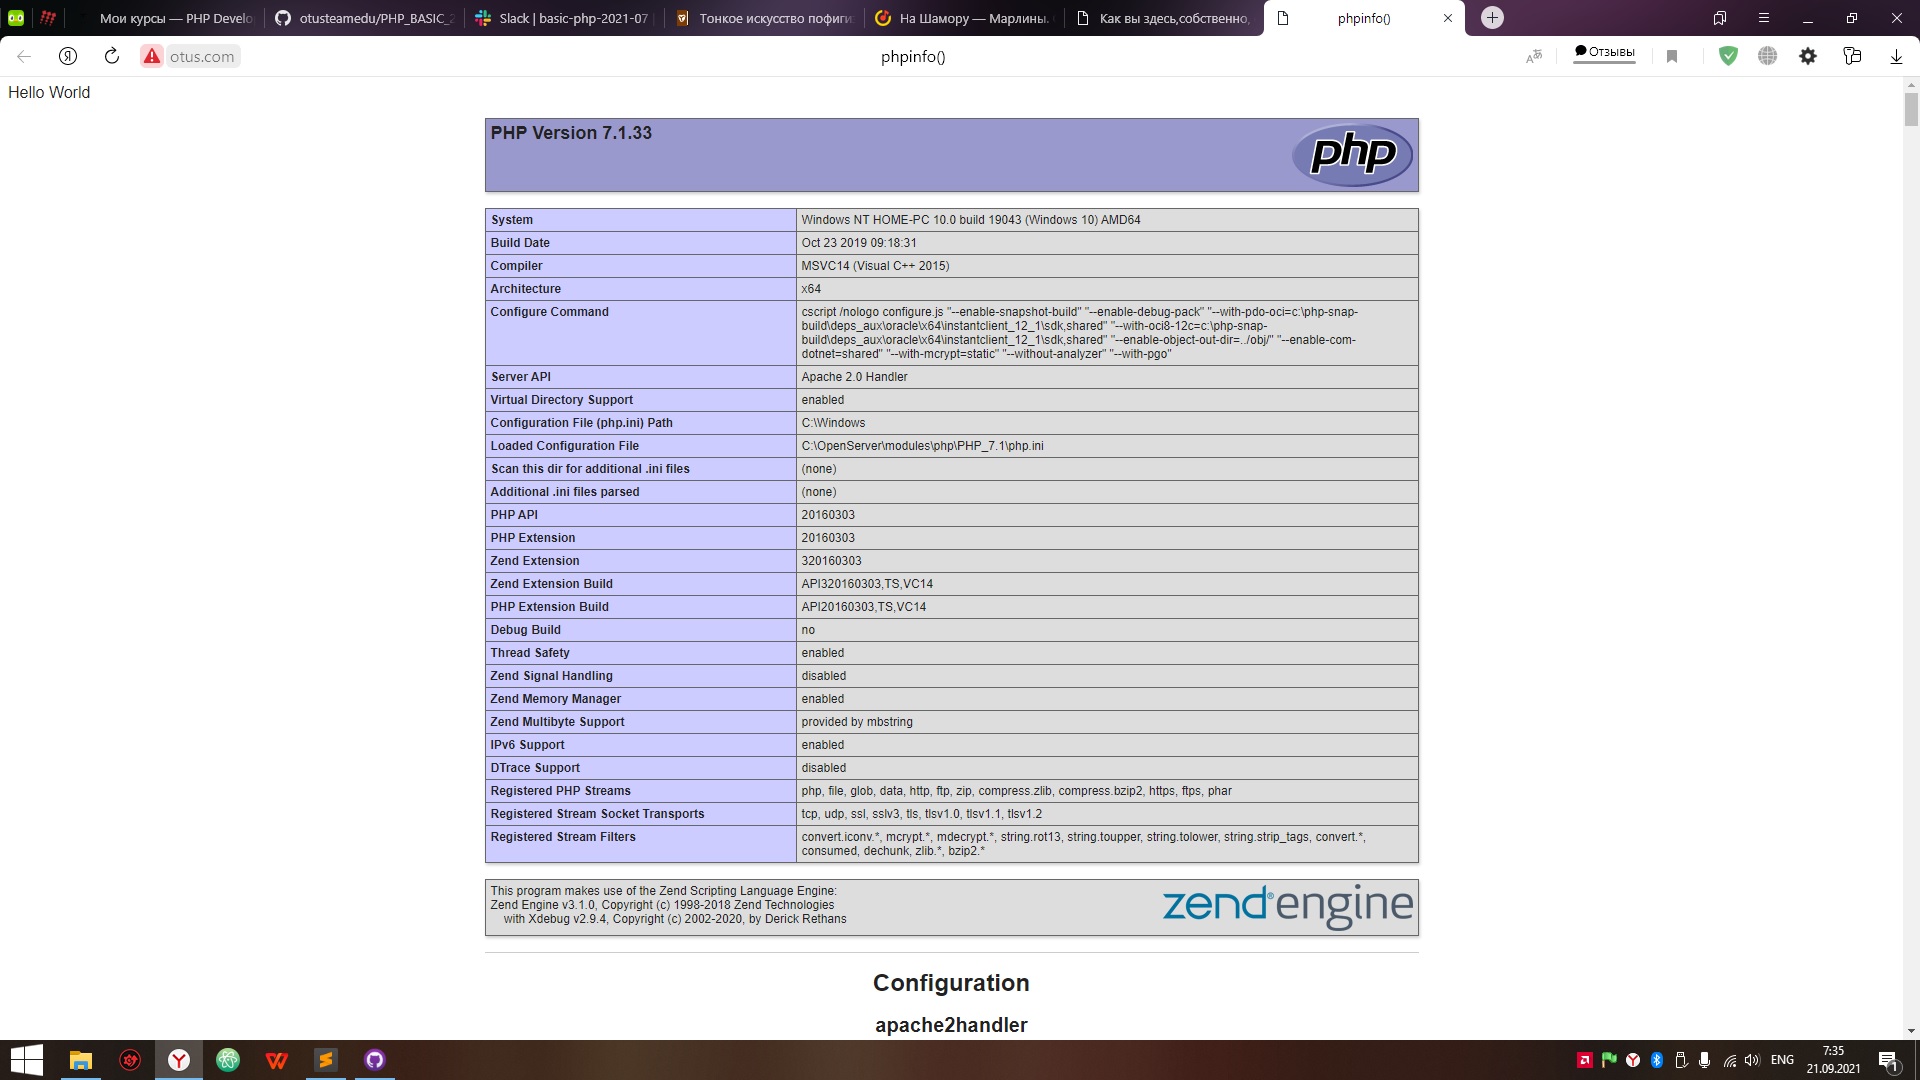 Мои курсы — PHP Develo
otusteamedu/PHP_BASIC_2
Slack | basic-php-2021-07
Тонкое искусство пофиги
На Шамору — Марлины.
Как вы здесь,собственно,
phpinfo()
otus.com
phpinfo()
Отзывы
Hello World
PHP Version 7.1.33
php
System Windows NT HOME-PC 10.0 build 19043 (Windows 10) AMD64
Build Date Oct 23 2019 09:18:31
Compiler MSVC14 (Visual C++ 2015)
Architecture x64
Configure Command cscript /nologo configure.js "--enable-snapshot-build" "--enable-debug-pack" "--with-pdo-oci=c:\php-snap-
build\deps_aux\oracle\x64\instantclient_12_1\sdk,shared" "--with-oci8-12c=c:\php-snap-
build\deps_aux\oracle\x64\instantclient_12_1\sdk,shared" "--enable-object-out-dir=../obj/" "--enable-com-
dotnet=shared" "--with-mcrypt=static" "--without-analyzer" "--with-pgo"
Server API Apache 2.0 Handler
Virtual Directory Support enabled
Configuration File (php.ini) Path C:\Windows
Loaded Configuration File C:\OpenServer\modules\php\PHP_7.1\php.ini
Scan this dir for additional .ini files (none)
Additional .ini files parsed (none)
PHP API 20160303
PHP Extension 20160303
Zend Extension 320160303
Zend Extension Build API320160303,TS,VC14
PHP Extension Build API20160303,TS,VC14
Debug Build no
Thread Safety enabled
Zend Signal Handling disabled
Zend Memory Manager enabled
Zend Multibyte Support provided by mbstring
IPv6 Support enabled
DTrace Support disabled
Registered PHP Streams php, file, glob, data, http, ftp, zip, compress.zlib, compress.bzip2, https, ftps, phar
Registered Stream Socket Transports tcp, udp, ssl, sslv3, tls, tlsv1.0, tlsv1.1, tlsv1.2
Registered Stream Filters convert.iconv.*, mcrypt.*, mdecrypt.*, string.rot13, string.toupper, string.tolower, string.strip_tags, convert.*,
consumed, dechunk, zlib.*, bzip2.*
This program makes use of the Zend Scripting Language Engine:
Zend Engine v3.1.0, Copyright (c) 1998-2018 Zend Technologies
with Xdebug v2.9.4, Copyright (c) 2002-2020, by Derick Rethans
zend® engine
Configuration
apache2handler
ENG
7:35
21.09.2021
1